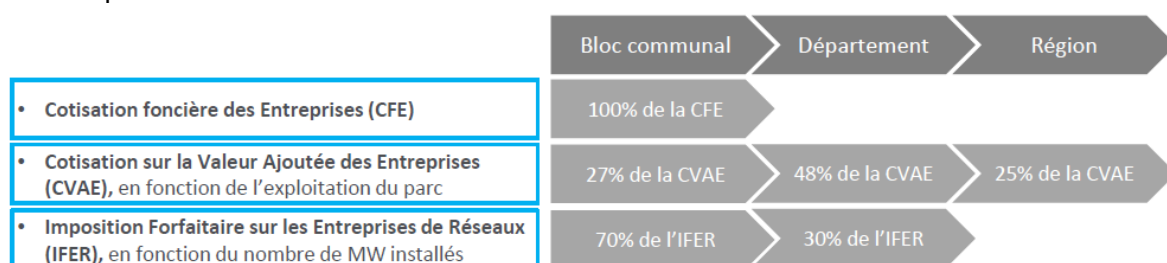 Bloc communal
Département
Région
• Cotisation foncière des Entreprises (CFE)
100% de la CFE
• Cotisation sur la Valeur Ajoutée des Entreprises
(CVAE), en fonction de l'exploitation du parc
27% de la CVAE
48% de la CVAE
25% de la CVAE
• Imposition Forfaitaire sur les Entreprises de Réseaux
(IFER), en fonction du nombre de MW installés
70% de l'IFER
30% de l'IFER